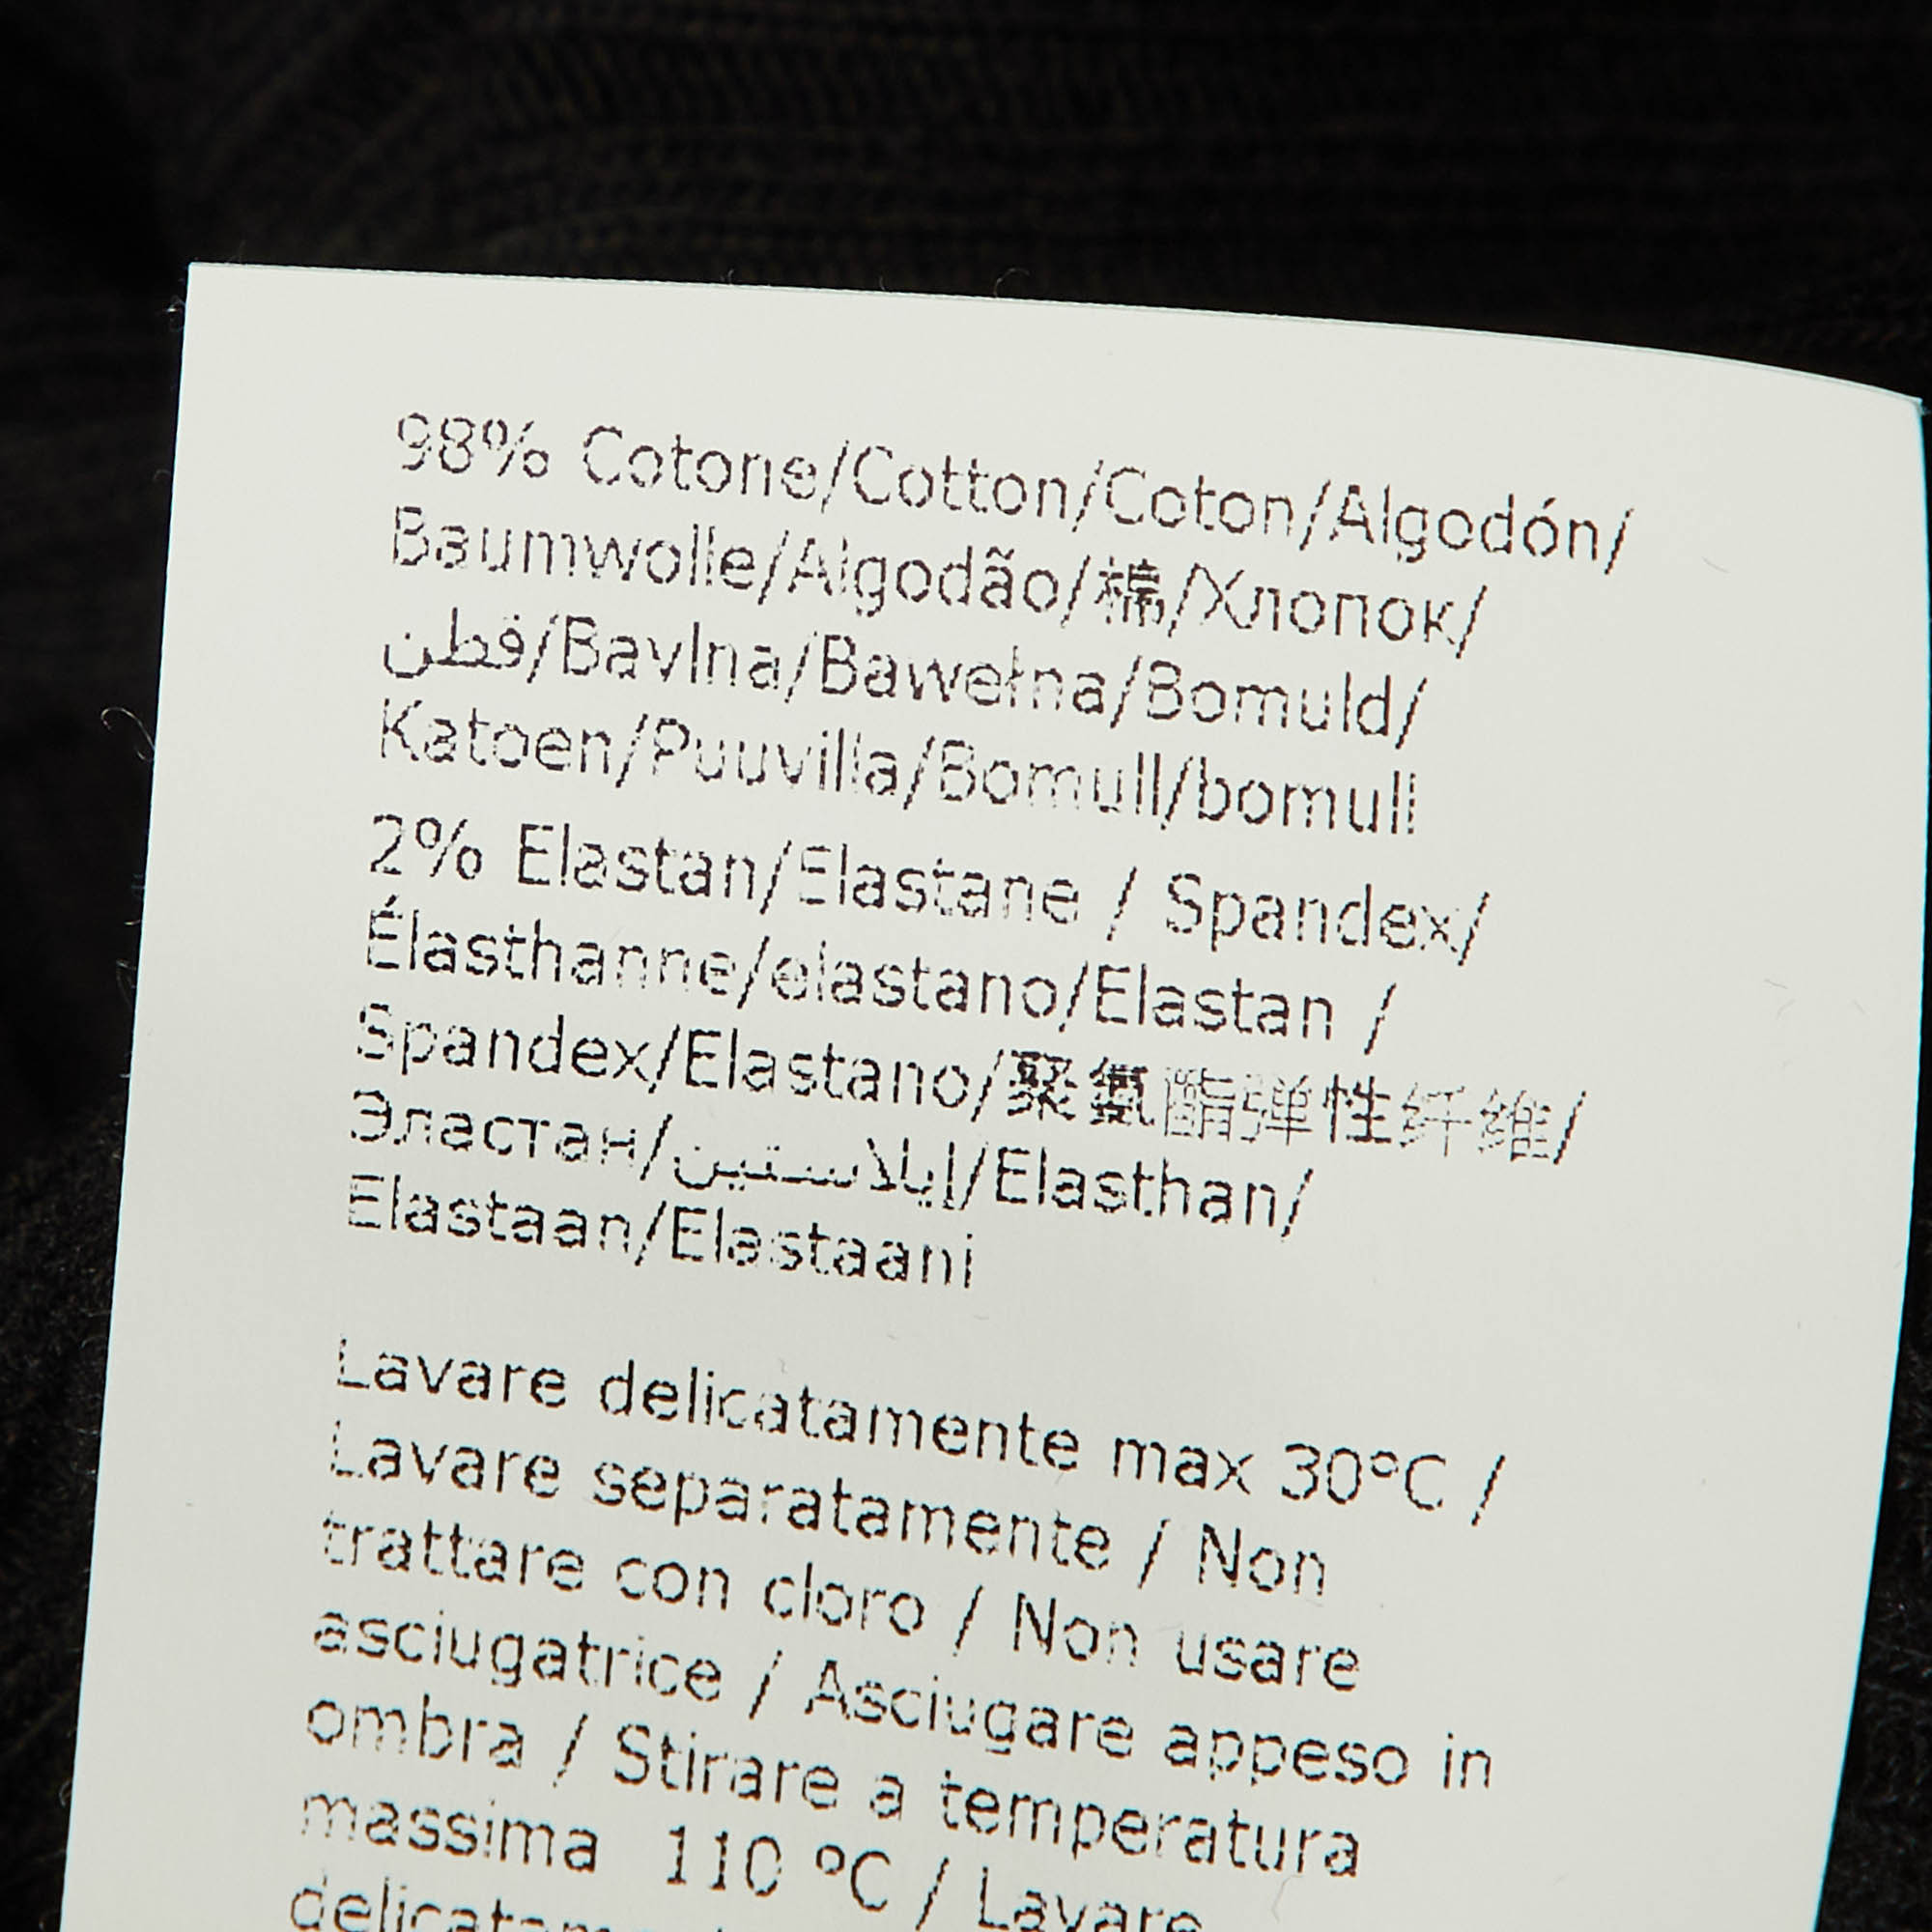 98% Cotone/Cotton/Coton/Algodón/
Baumwolle/Algodão/棉/Хлопок/
قطن/Bavlna/Bawełna/Bomuld/
Katoen/Puuvilla/Bomull/bomull
2% Elastan/Elastane / Spandex/
Élasthanne/elastano/Elastan /
Spandex/Elastano/聚氨酯弹性纤维/
Эластан/إيلاستين/Elasthan/
Elastaan/Elastaani
Lavare delicatamente max 30°C /
Lavare separatamente / Non
trattare con cloro / Non usare
asciugatrice / Asciugare appeso in
ombra / Stirare a temperatura
massima 110 °C / Lavare